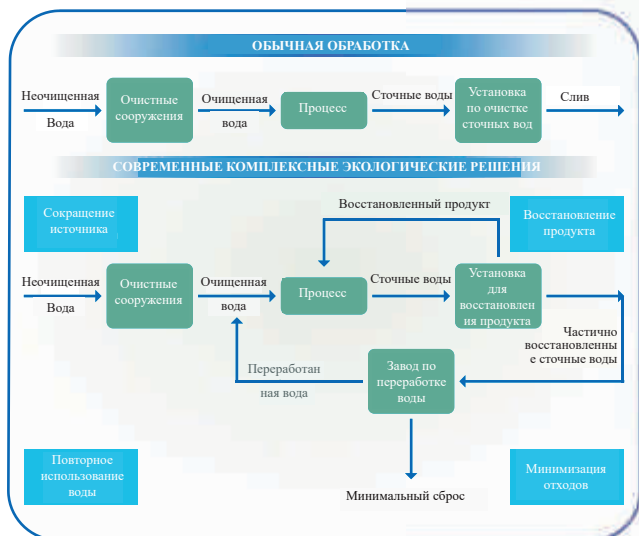 ОБЫЧНАЯ ОБРАБОТКА
Неочищенная
Вода
Очистные
сооружения
Очищенная
вода
Процесс
Сточные воды
Установка
по очистке
сточных вод
Слив
СОВРЕМЕННЫЕ КОМПЛЕКСНЫЕ ЭКОЛОГИЧЕСКИЕ РЕШЕНИЯ
Сокращение
источника
Восстановленный продукт
Восстановление
продукта
Неочищенная
Вода
Очистные
сооружения
Очищенная
вода
Процесс
Сточные воды
Установка
для
восстановлен
ия продукта
Частично
восстановленны
е сточные воды
Переработан
ная вода
Завод по
переработке
воды
Повторное
использование
воды
Минимальный сброс
Минимизация
отходов